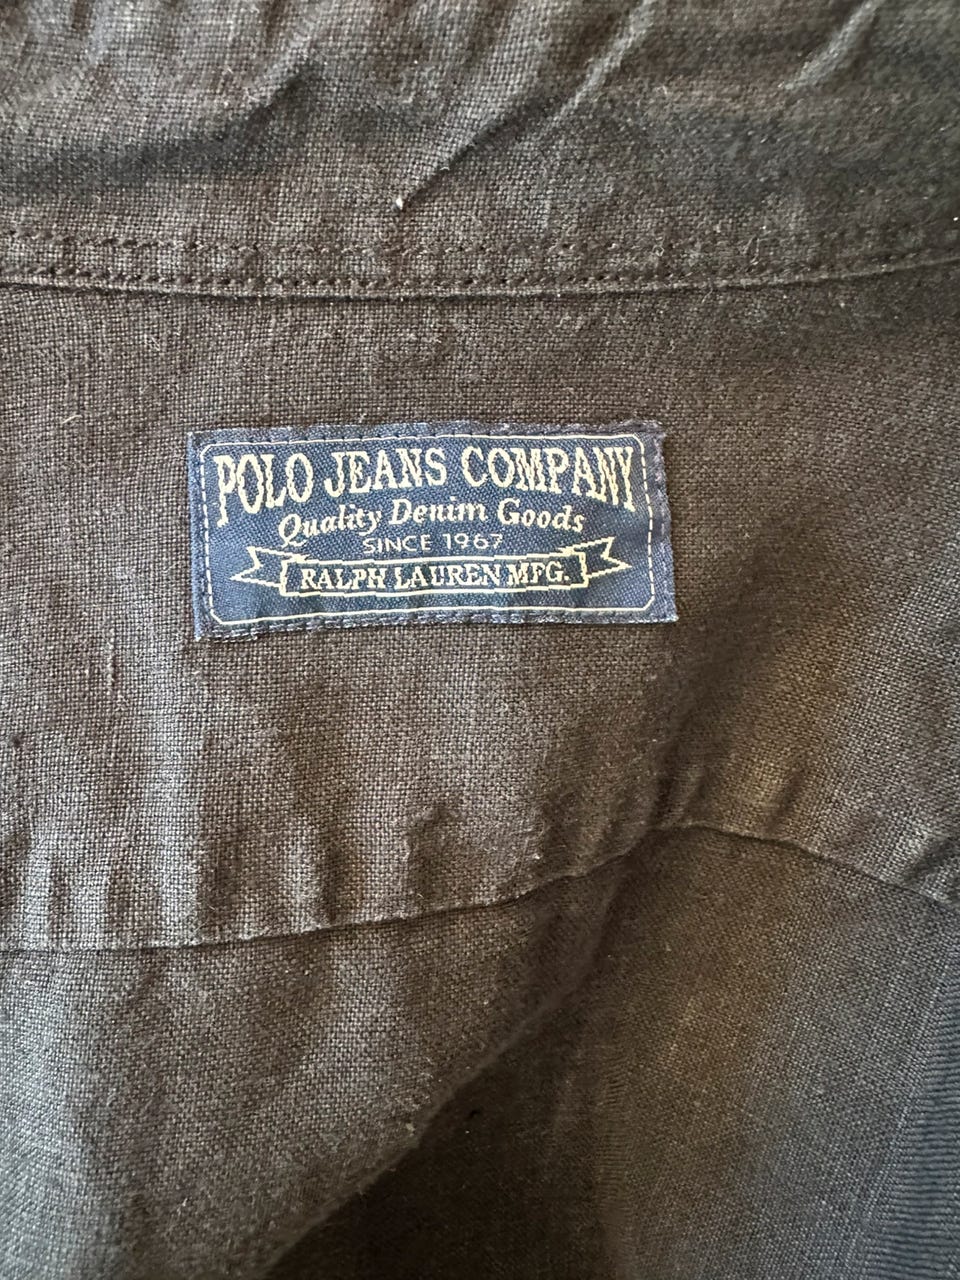 POLO JEANS COMPANY
Quality Denim Goods
SINCE 1967
RALPH LAUREN MFG.